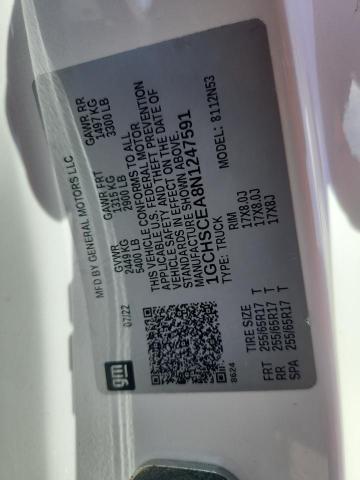 gm
MFD BY GENERAL MOTORS LLC
07/22
GVWR GAWR FRT GAWR RR
2449 KG 1315 KG 1497 KG
5400 LB 2900 LB 3300 LB
THIS VEHICLE CONFORMS TO ALL
APPLICABLE U.S. FEDERAL MOTOR
VEHICLE SAFETY AND THEFT PREVENTION
STANDARDS IN EFFECT ON THE DATE OF
MANUFACTURE SHOWN ABOVE.
1GCHSCEA8N1247591
TYPE: TRUCK MODEL: 8112N53
8624
TIRE SIZE RIM
FRT 255/65R17 T 17X8.0J
RR 255/65R17 T 17X8.0J
SPA 255/65R17 T 17X8J